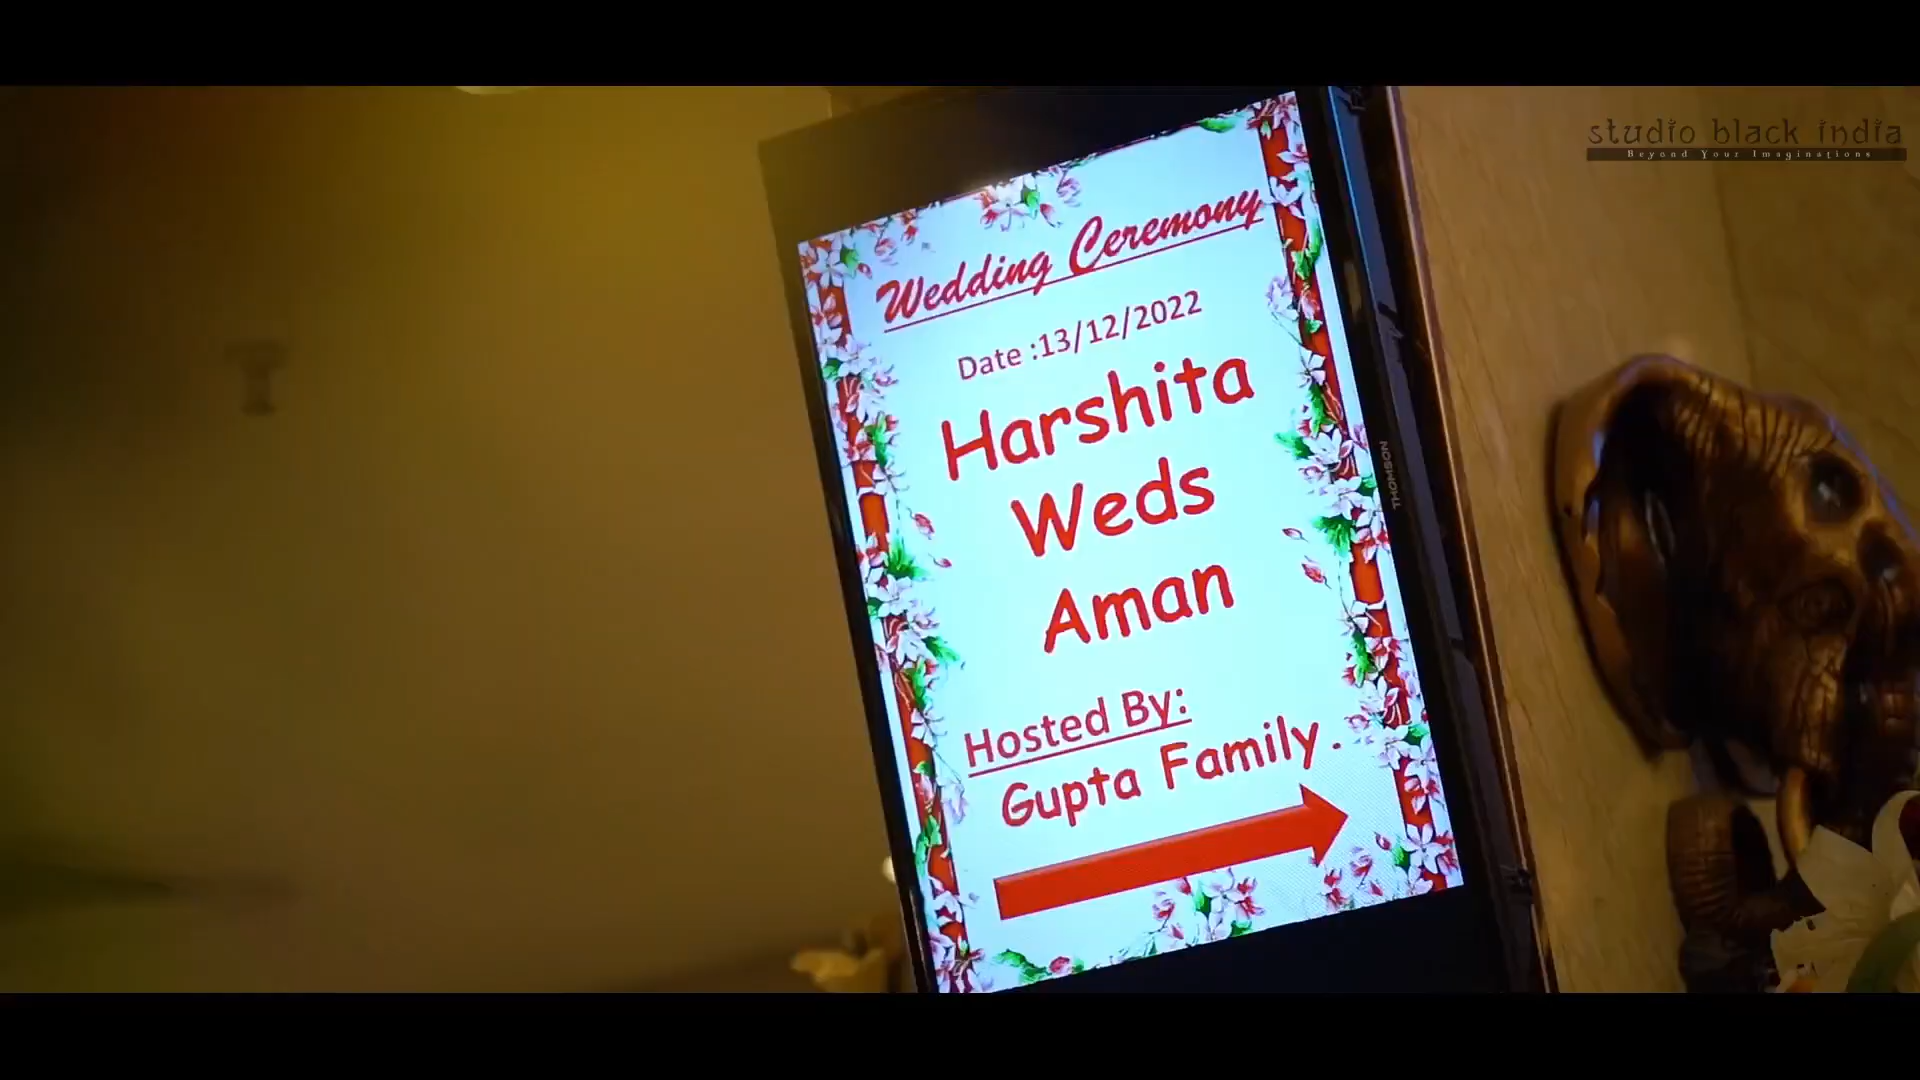 studio black india
Beyond Your Imaginations
Wedding Ceremony
Date :13/12/2022
Harshita
Weds
Aman
Hosted By:
Gupta Family.
THOMSON